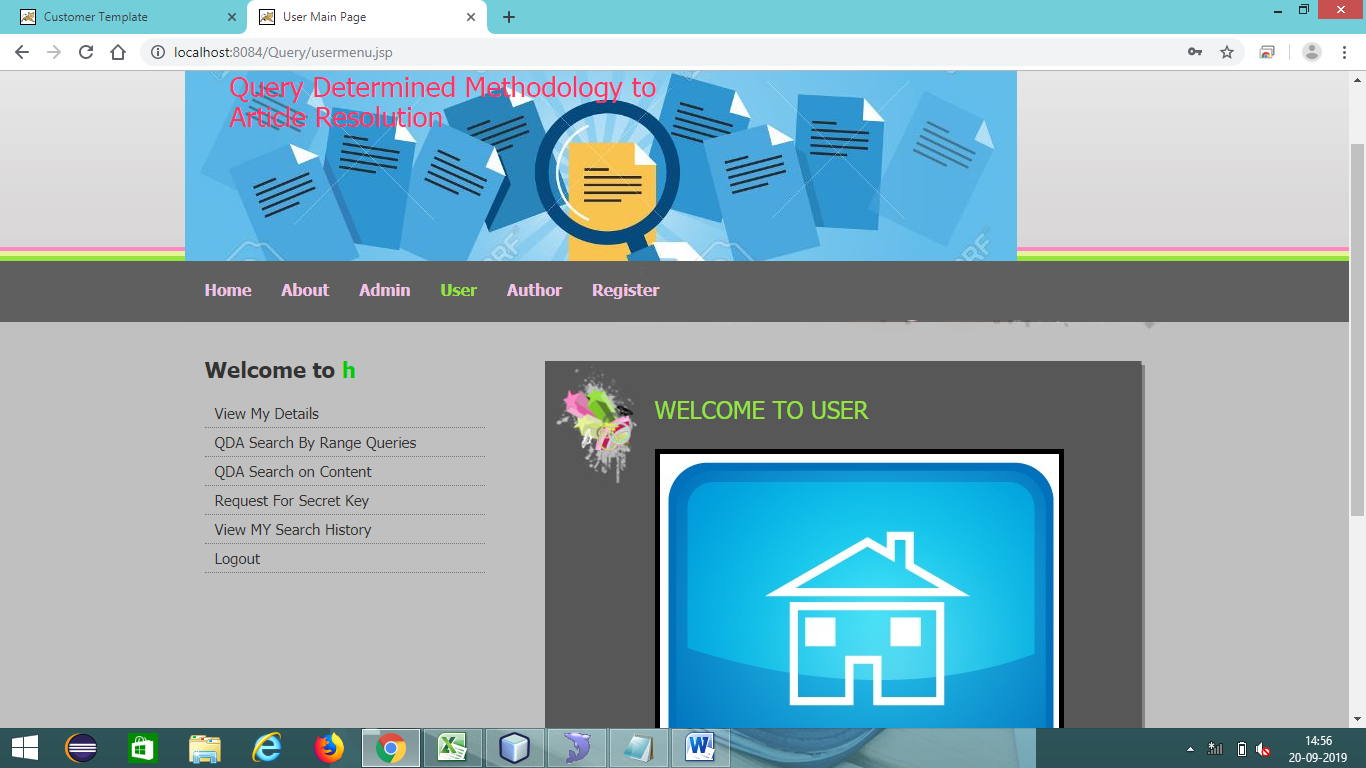 Customer Template
User Main Page
localhost:8084/Query/usermenu.jsp
Query Determined Methodology to
Article Resolution
Home About Admin User Author Register
Welcome to h
View My Details
QDA Search By Range Queries
QDA Search on Content
Request For Secret Key
View MY Search History
Logout
WELCOME TO USER
14:56
20-09-2019